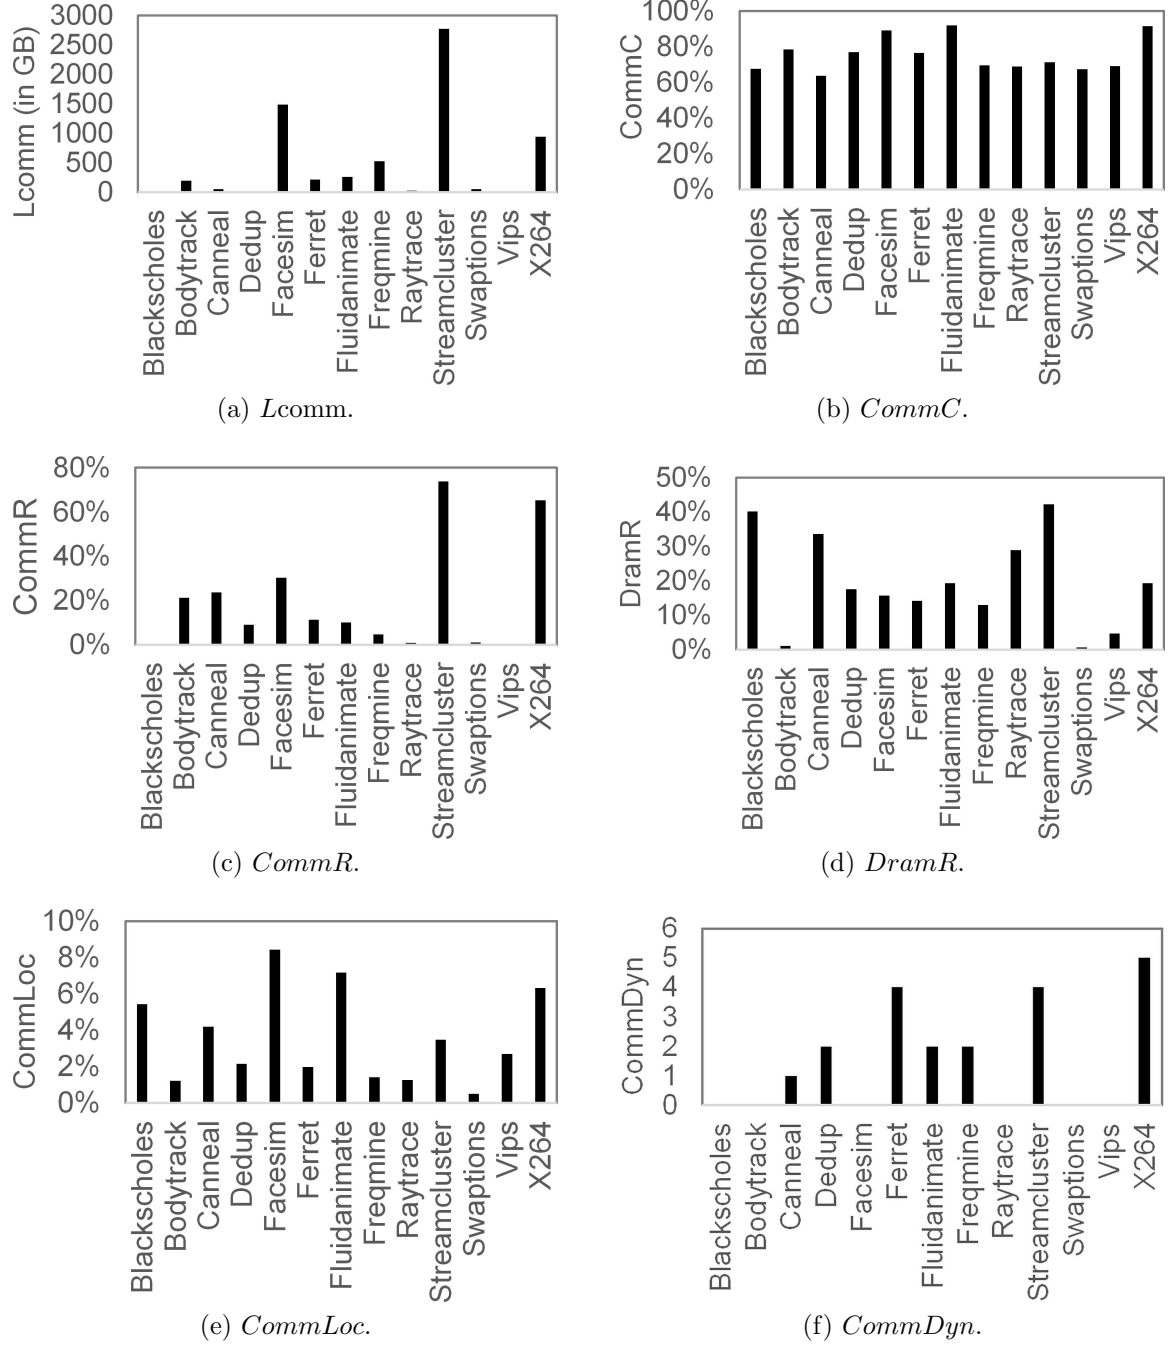 Lcomm (in GB)
3000
2500
2000
1500
1000
500
0
Blackscholes
Bodytrack
Canneal
Dedup
Facesim
Ferret
Fluidanimate
Freqmine
Raytrace
Streamcluster
Swaptions
Vips
X264
(a) Lcomm.
CommC
100%
80%
60%
40%
20%
0%
Blackscholes
Bodytrack
Canneal
Dedup
Facesim
Ferret
Fluidanimate
Freqmine
Raytrace
Streamcluster
Swaptions
Vips
X264
(b) CommC.
CommR
80%
60%
40%
20%
0%
Blackscholes
Bodytrack
Canneal
Dedup
Facesim
Ferret
Fluidanimate
Freqmine
Raytrace
Streamcluster
Swaptions
Vips
X264
(c) CommR.
DramR
50%
40%
30%
20%
10%
0%
Blackscholes
Bodytrack
Canneal
Dedup
Facesim
Ferret
Fluidanimate
Freqmine
Raytrace
Streamcluster
Swaptions
Vips
X264
(d) DramR.
CommLoc
10%
8%
6%
4%
2%
0%
Blackscholes
Bodytrack
Canneal
Dedup
Facesim
Ferret
Fluidanimate
Freqmine
Raytrace
Streamcluster
Swaptions
Vips
X264
(e) CommLoc.
CommDyn
6
5
4
3
2
1
0
Blackscholes
Bodytrack
Canneal
Dedup
Facesim
Ferret
Fluidanimate
Freqmine
Raytrace
Streamcluster
Swaptions
Vips
X264
(f) CommDyn.